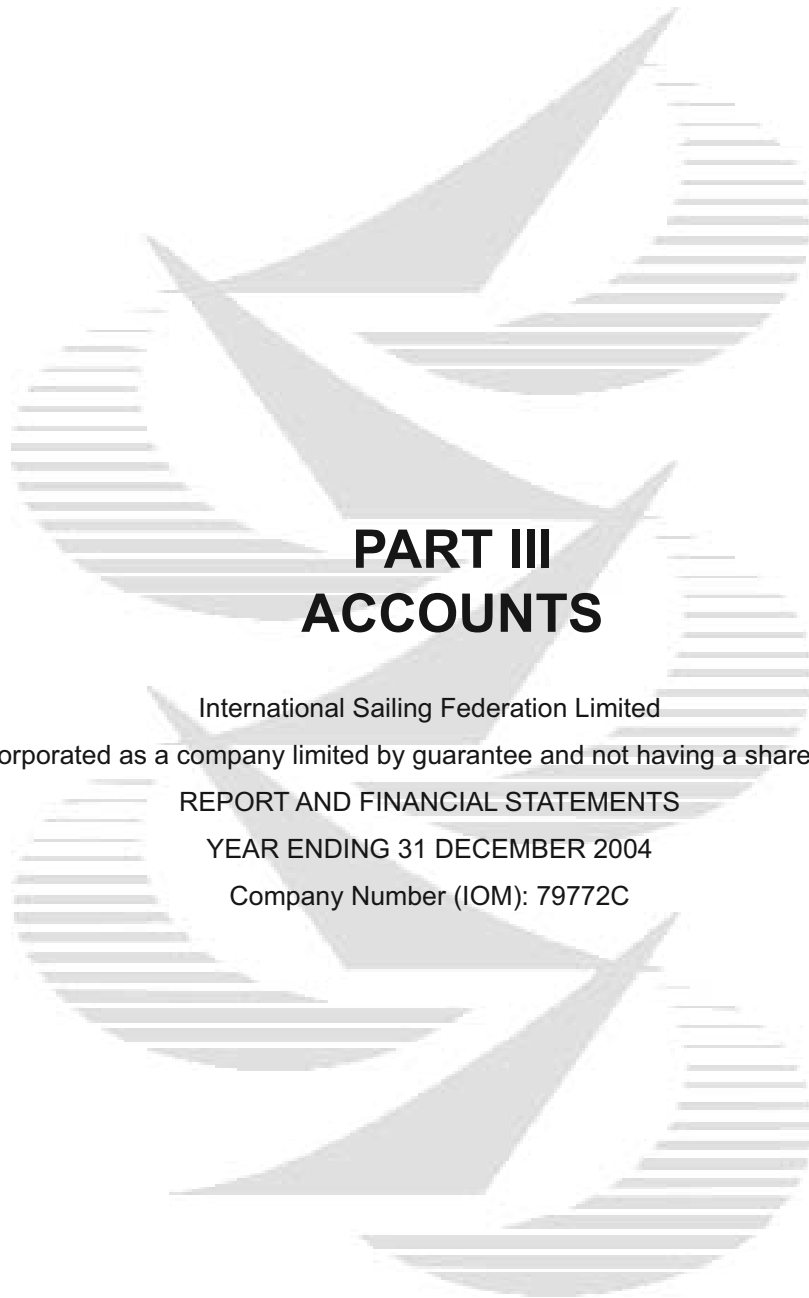 PART III
ACCOUNTS
International Sailing Federation Limited
orporated as a company limited by guarantee and not having a share
REPORT AND FINANCIAL STATEMENTS
YEAR ENDING 31 DECEMBER 2004
Company Number (IOM): 79772C